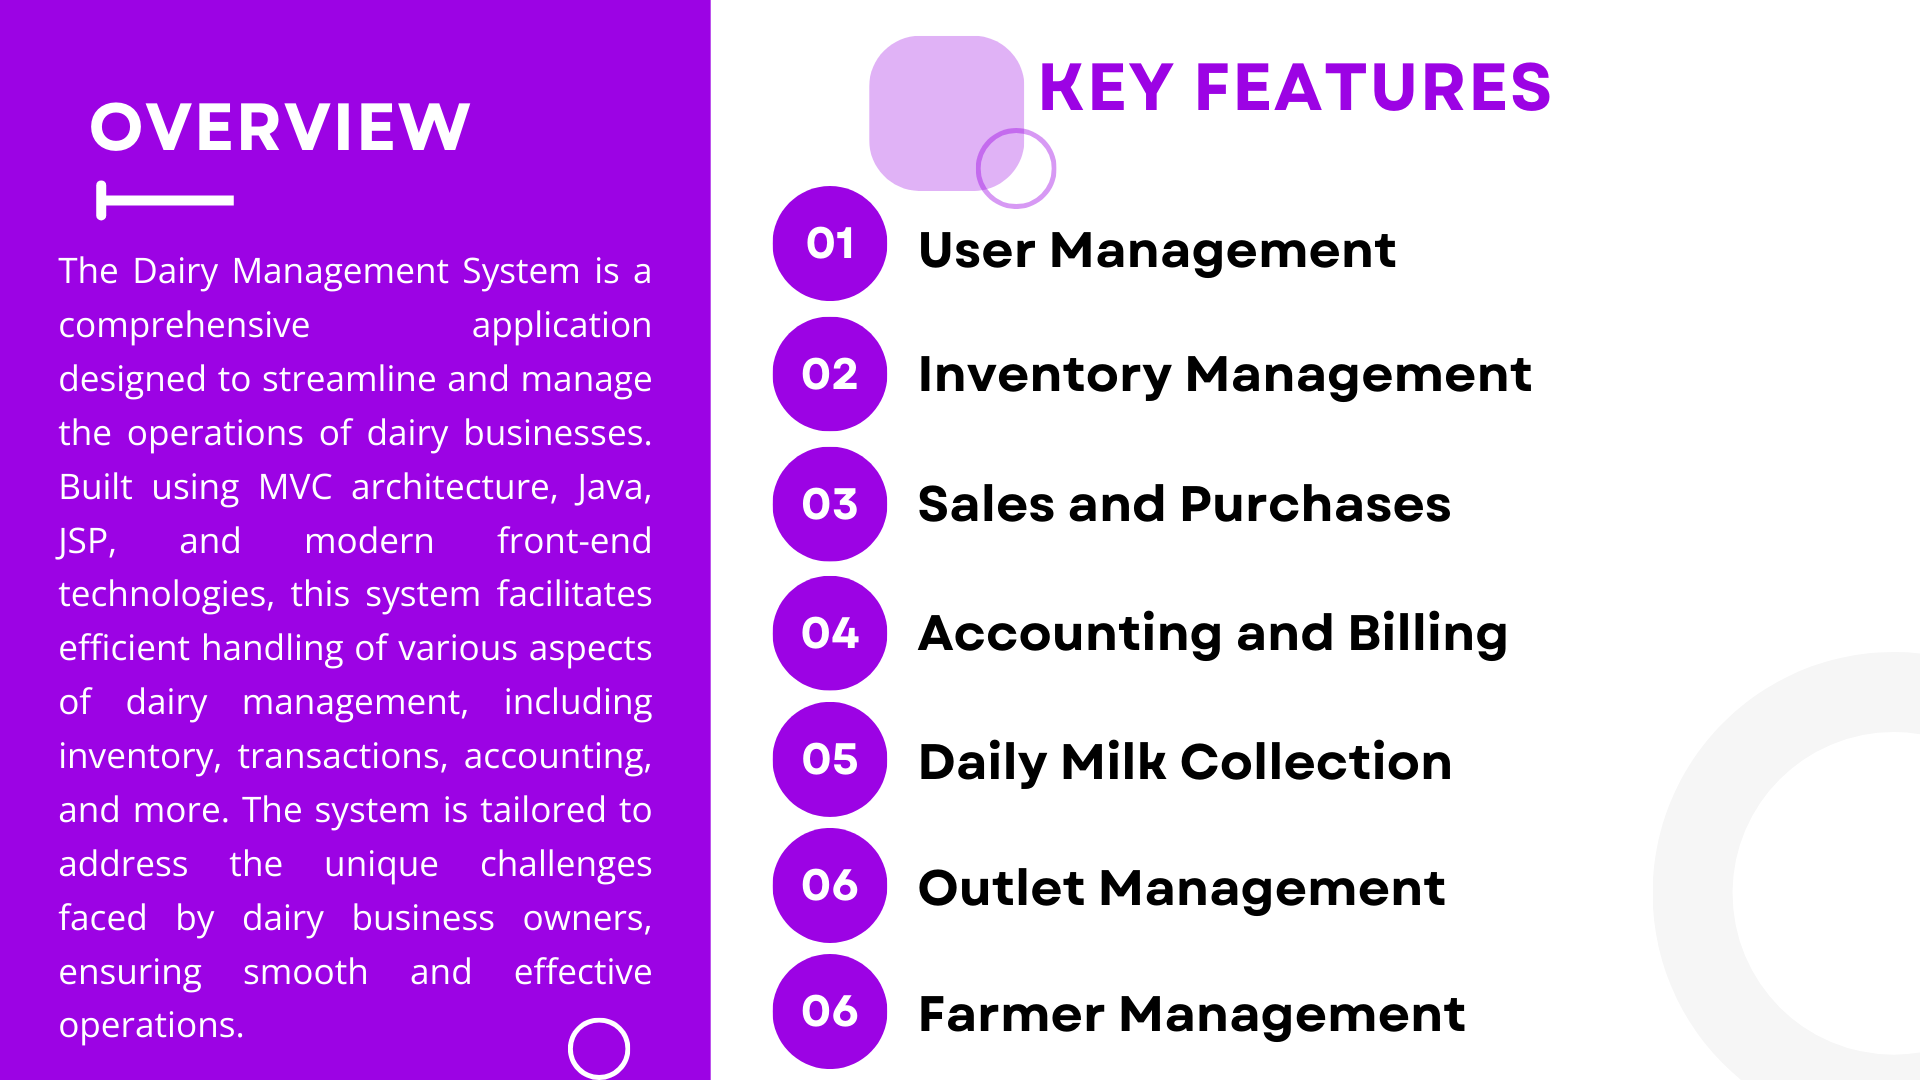 OVERVIEW
The Dairy Management System is a
comprehensive application
designed to streamline and manage
the operations of dairy businesses.
Built using MVC architecture, Java,
JSP, and modern front-end
technologies, this system facilitates
efficient handling of various aspects
of dairy management, including
inventory, transactions, accounting,
and more. The system is tailored to
address the unique challenges
faced by dairy business owners,
ensuring smooth and effective
operations.
KEY FEATURES
01 User Management
02 Inventory Management
03 Sales and Purchases
04 Accounting and Billing
05 Daily Milk Collection
06 Outlet Management
06 Farmer Management